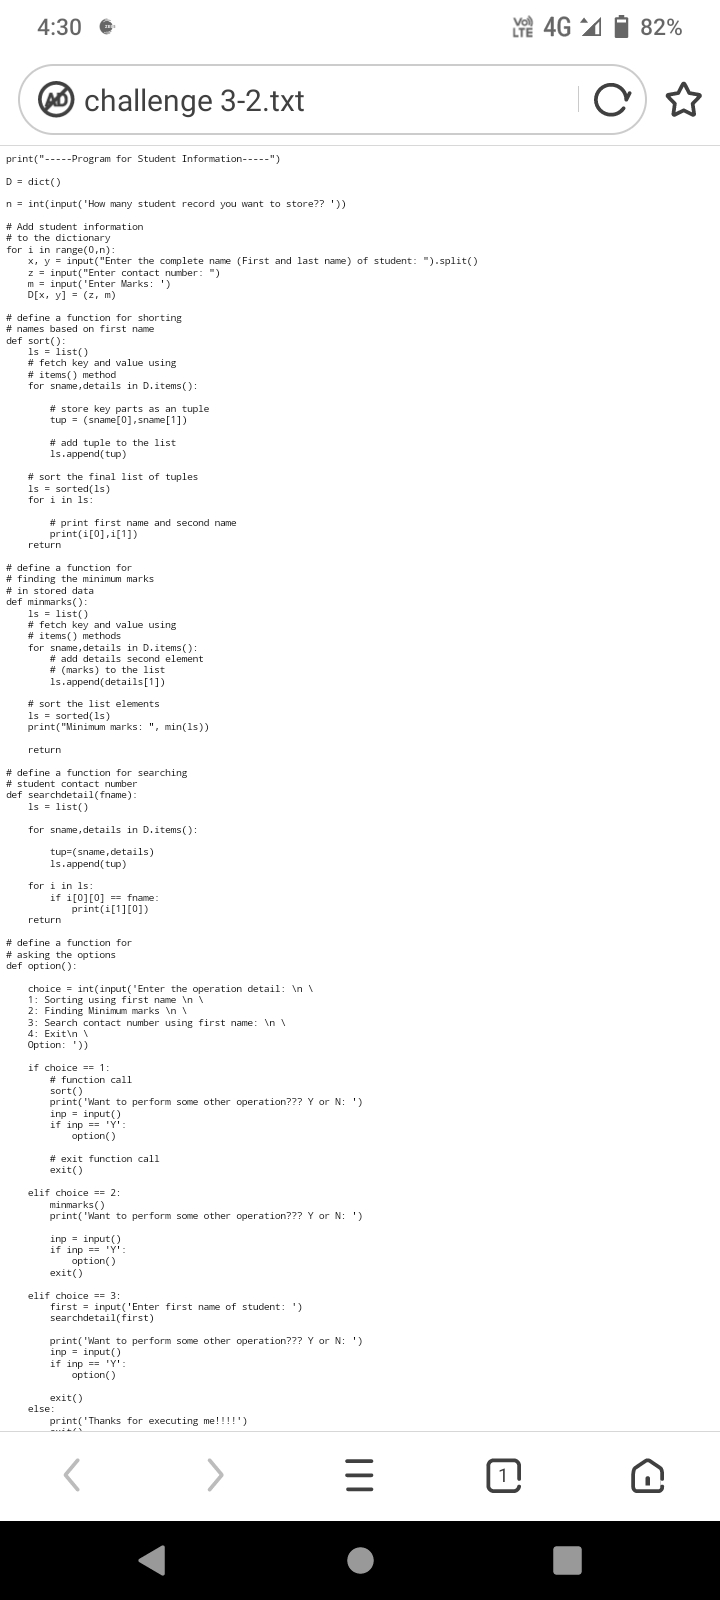 4:30
Vo) LTE 4G 82%
challenge 3-2.txt
print("-----Program for Student Information-----")
D = dict()
n = int(input('How many student record you want to store?? '))
# Add student information
# to the dictionary
for i in range(0,n):
    x, y = input("Enter the complete name (First and last name) of student: ").split()
    z = input("Enter contact number: ")
    m = input('Enter Marks: ')
    D[x, y] = (z, m)
# define a function for shorting
# names based on first name
def sort():
    ls = list()
    # fetch key and value using
    # items() method
    for sname,details in D.items():
        # store key parts as an tuple
        tup = (sname[0],sname[1])
        # add tuple to the list
        ls.append(tup)
    # sort the final list of tuples
    ls = sorted(ls)
    for i in ls:
        # print first name and second name
        print(i[0],i[1])
    return
# define a function for
# finding the minimum marks
# in stored data
def minmarks():
    ls = list()
    # fetch key and value using
    # items() methods
    for sname,details in D.items():
        # add details second element
        # (marks) to the list
        ls.append(details[1])
    # sort the list elements
    ls = sorted(ls)
    print("Minimum marks: ", min(ls))
    return
# define a function for searching
# student contact number
def searchdetail(fname):
    ls = list()
    for sname,details in D.items():
        tup=(sname,details)
        ls.append(tup)
    for i in ls:
        if i[0][0] == fname:
            print(i[1][0])
    return
# define a function for
# asking the options
def option():
    choice = int(input('Enter the operation detail: \n \
    1: Sorting using first name \n \
    2: Finding Minimum marks \n \
    3: Search contact number using first name: \n \
    4: Exit\n \
    Option: '))
    if choice == 1:
        # function call
        sort()
        print('Want to perform some other operation??? Y or N: ')
        inp = input()
        if inp == 'Y':
            option()
        # exit function call
        exit()
    elif choice == 2:
        minmarks()
        print('Want to perform some other operation??? Y or N: ')
        inp = input()
        if inp == 'Y':
            option()
        exit()
    elif choice == 3:
        first = input('Enter first name of student: ')
        searchdetail(first)
        print('Want to perform some other operation??? Y or N: ')
        inp = input()
        if inp == 'Y':
            option()
        exit()
    else:
        print('Thanks for executing me!!!!')
1